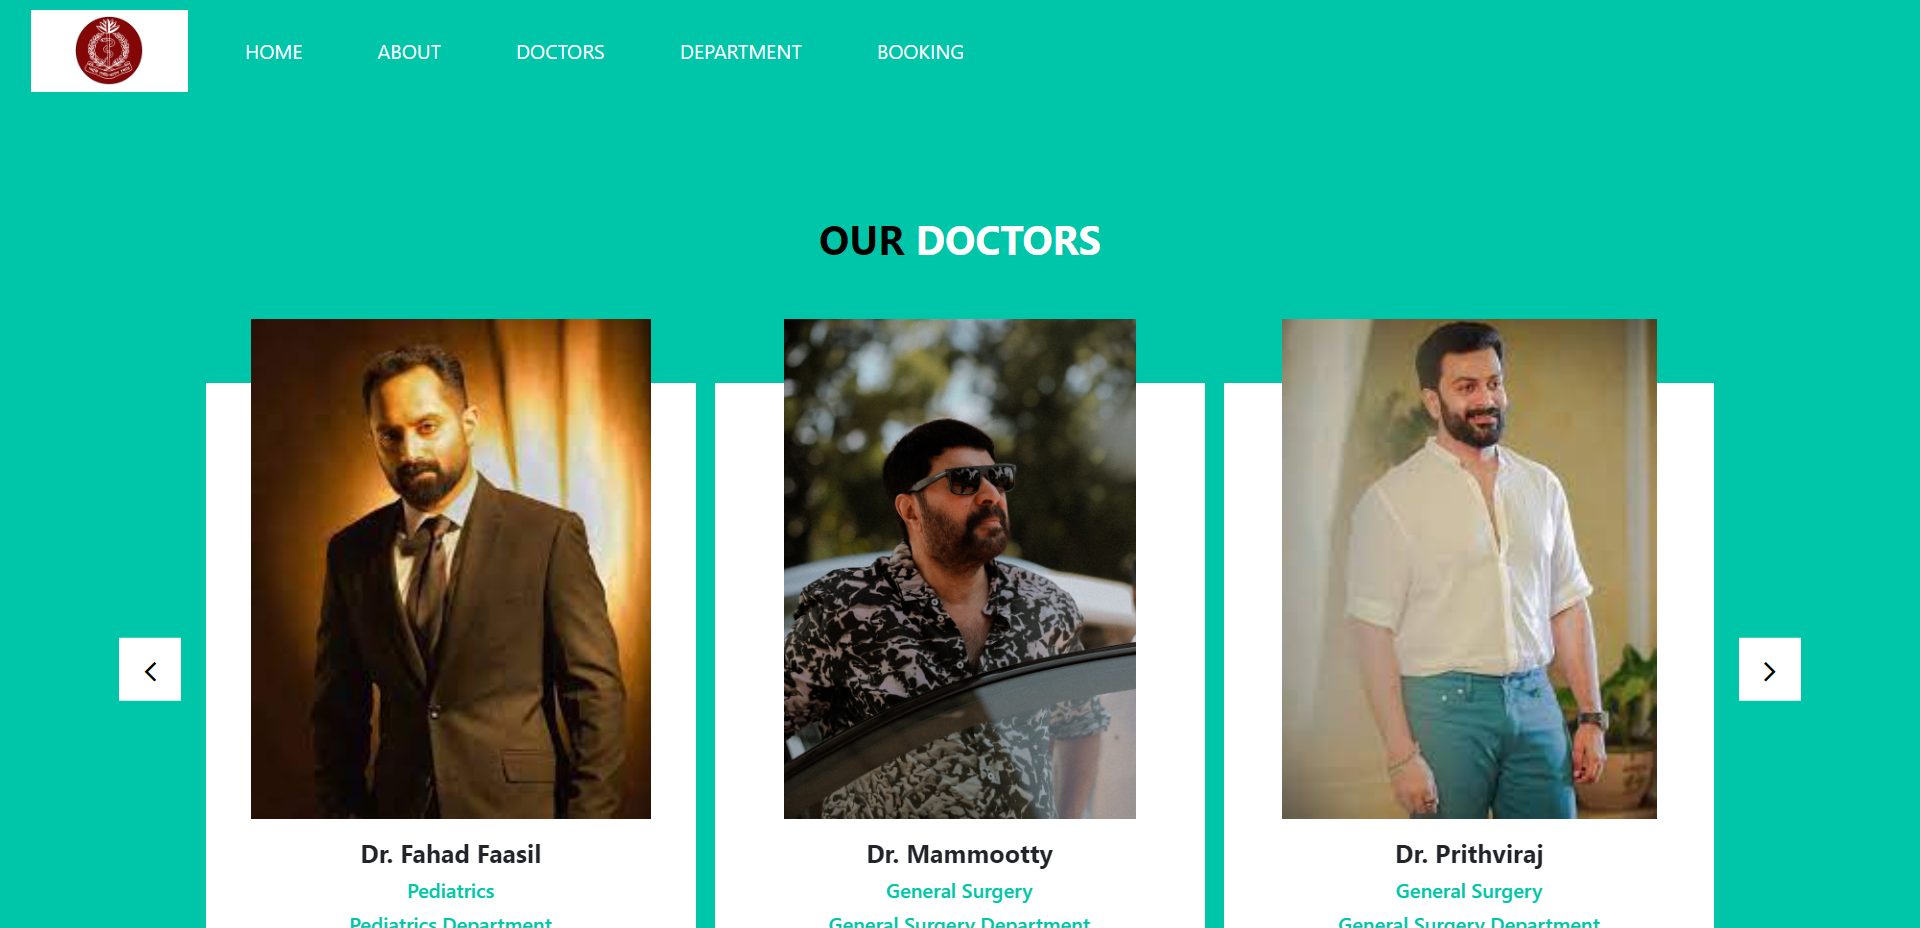 HOME ABOUT DOCTORS DEPARTMENT BOOKING
OUR DOCTORS
Dr. Fahad Faasil
Pediatrics
Pediatrics Department
Dr. Mammootty
General Surgery
General Surgery Department
Dr. Prithviraj
General Surgery
General Surgery Department